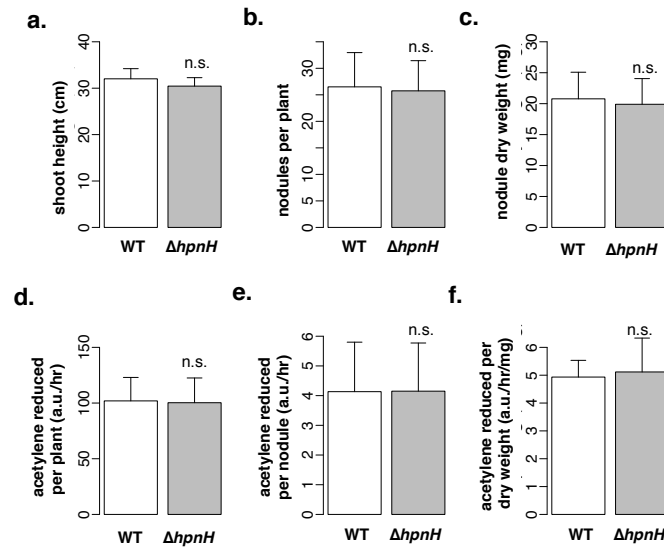 a.
shoot height (cm)
0 10 20 30 40
n.s.
WT ΔhpnH
b.
nodules per plant
0 10 20 30
n.s.
WT ΔhpnH
c.
nodule dry weight (mg)
0 5 10 15 20 25 30
n.s.
WT ΔhpnH
d.
acetylene reduced
per plant (a.u./hr)
0 50 100 150
n.s.
WT ΔhpnH
e.
acetylene reduced
per nodule (a.u./hr)
0 1 2 3 4 5 6
n.s.
WT ΔhpnH
f.
acetylene reduced per
dry weight (a.u./hr/mg)
0 1 2 3 4 5 6
n.s.
WT ΔhpnH